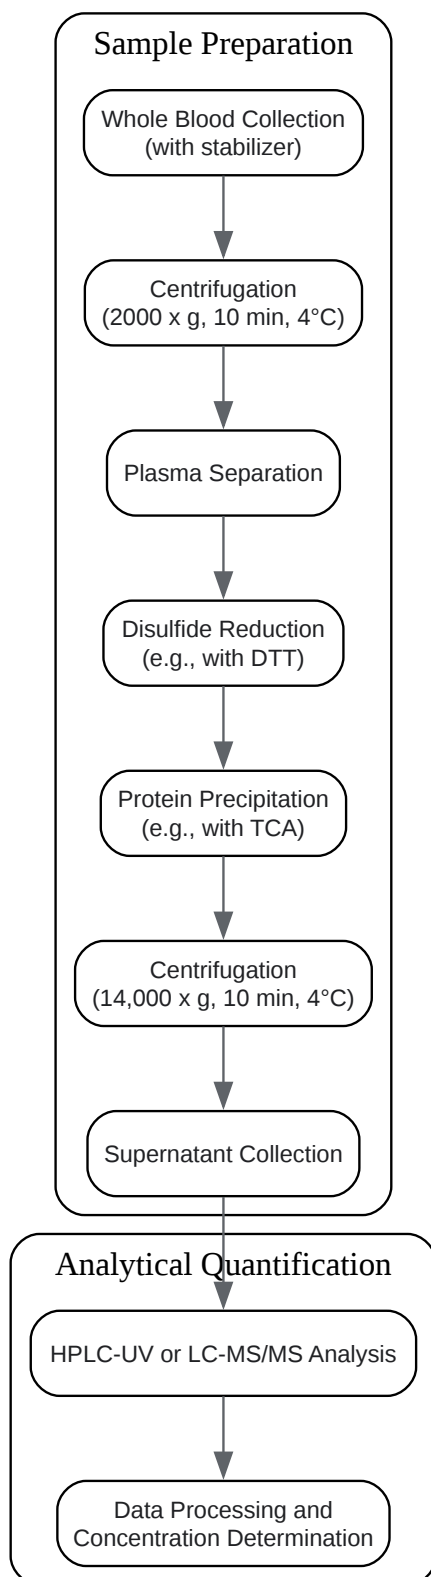 Sample Preparation
Whole Blood Collection
(with stabilizer)
Centrifugation
(2000 x g, 10 min, 4°C)
Plasma Separation
Disulfide Reduction
(e.g., with DTT)
Protein Precipitation
(e.g., with TCA)
Centrifugation
(14,000 x g, 10 min, 4°C)
Supernatant Collection
Analytical Quantification
HPLC-UV or LC-MS/MS Analysis
Data Processing and
Concentration Determination